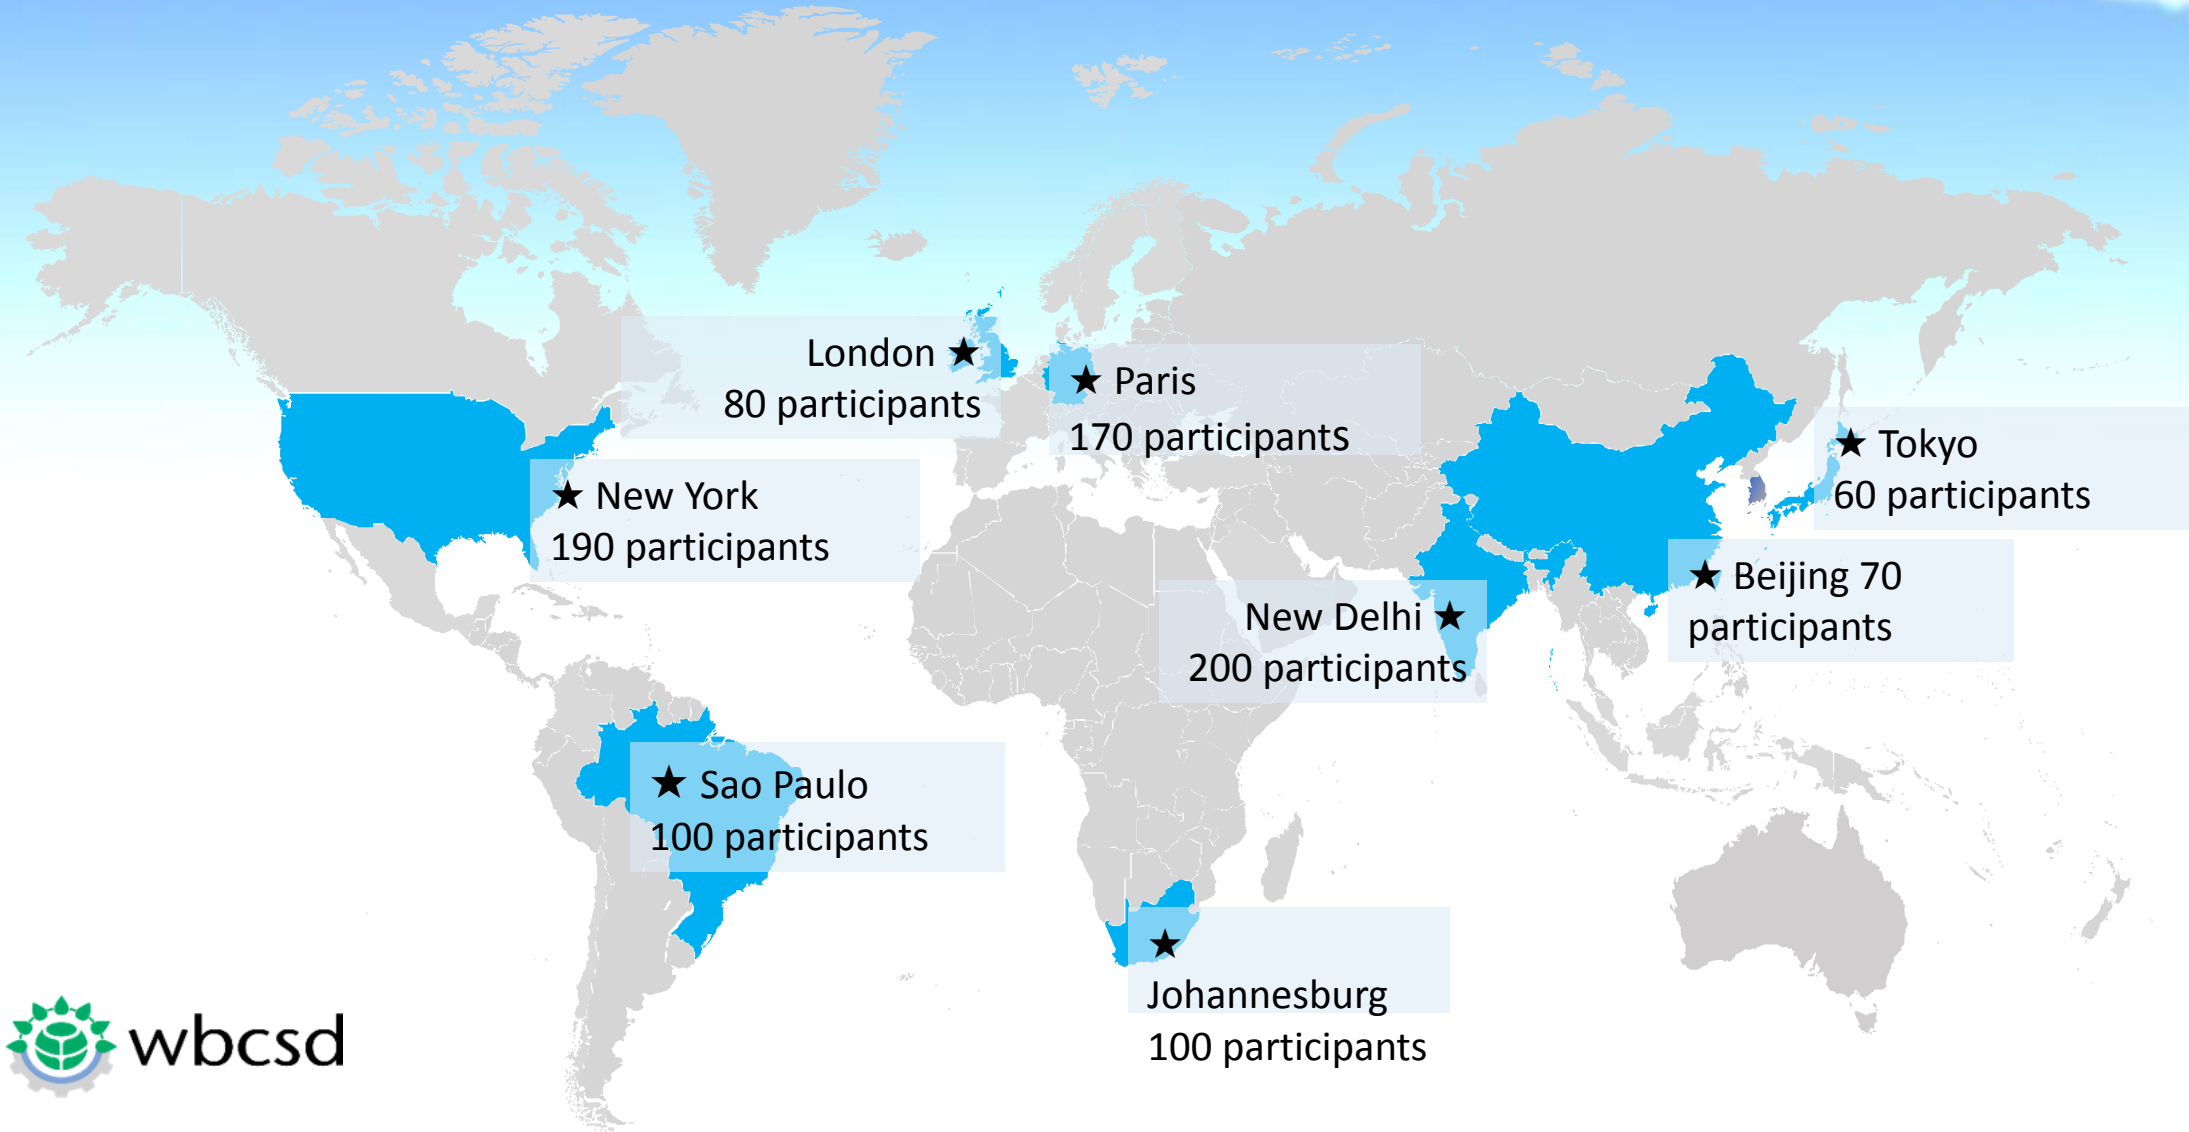 London ★
80 participants
★ Paris
170 participants
★ Tokyo
60 participants
★ New York
190 participants
★ Beijing 70
participants
New Delhi ★
200 participants
★ Sao Paulo
100 participants
★
Johannesburg
100 participants
wbcsd